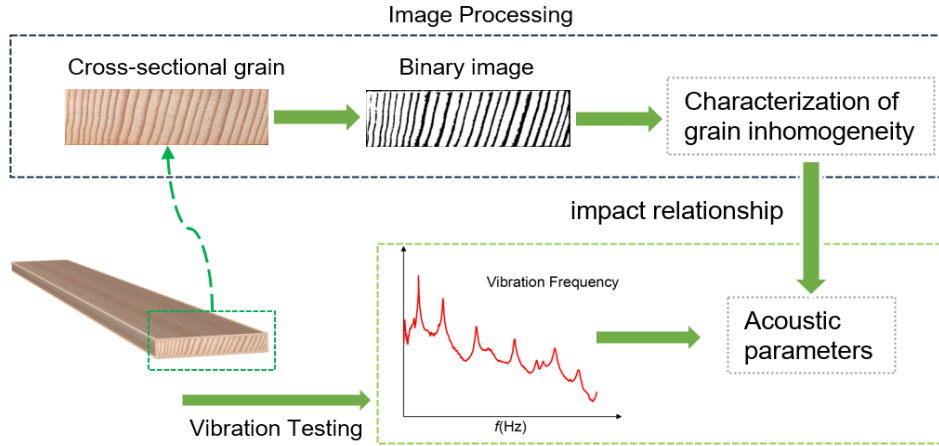 Image Processing
Cross-sectional grain
Binary image
Characterization of
grain inhomogeneity
impact relationship
Vibration Frequency
Acoustic
parameters
f(Hz)
Vibration Testing